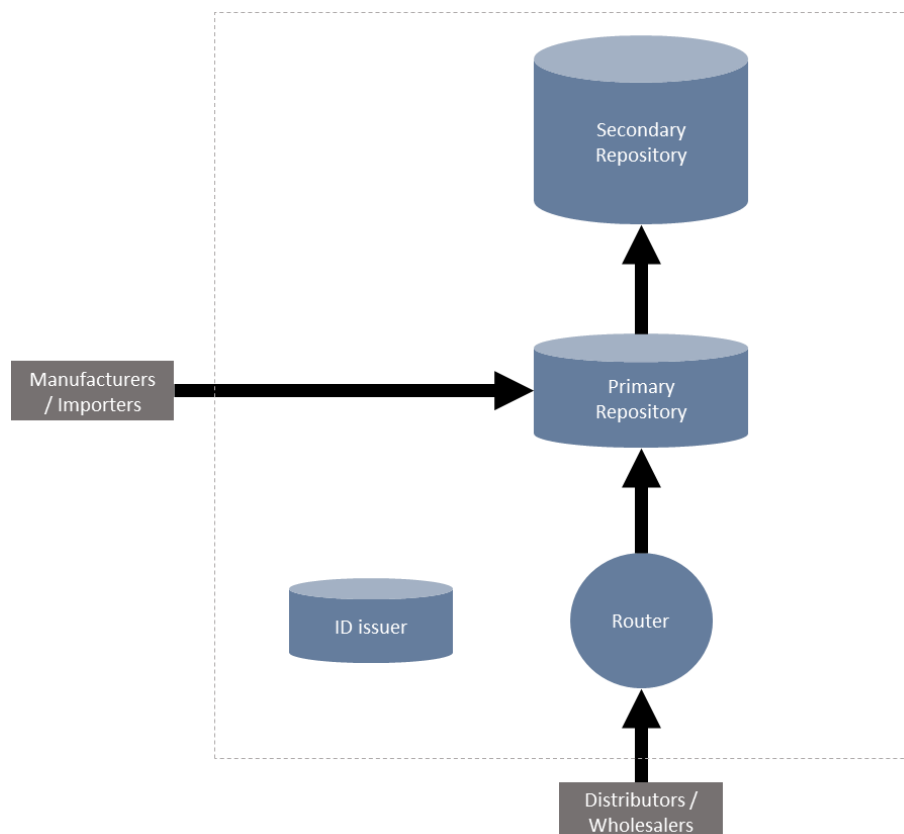 Secondary
Repository
Manufacturers
/ Importers
Primary
Repository
ID issuer
Router
Distributors /
Wholesalers